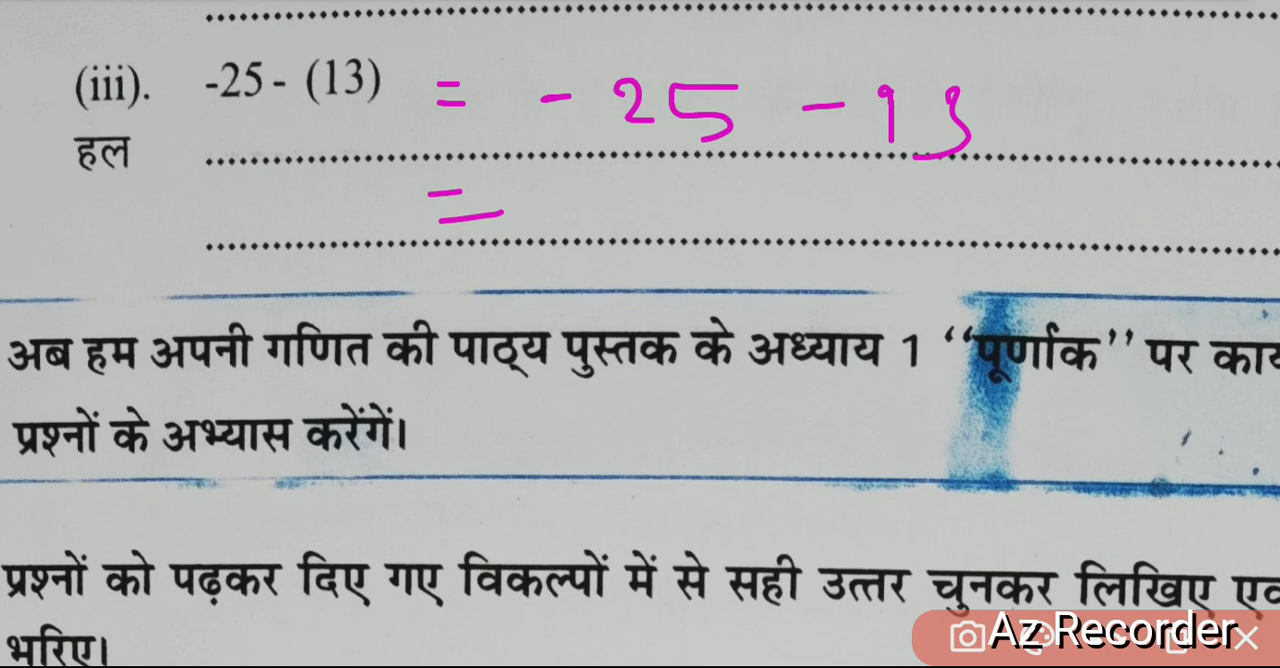 (iii). -25 - (13) = - 25 - 13
हल
=
अब हम अपनी गणित की पाठ्य पुस्तक के अध्याय 1 ‘‘पूर्णांक’’ पर कार्य
प्रश्नों के अभ्यास करेंगें।
प्रश्नों को पढ़कर दिए गए विकल्पों में से सही उत्तर चुनकर लिखिए एव
भरिए।
Az Recorder